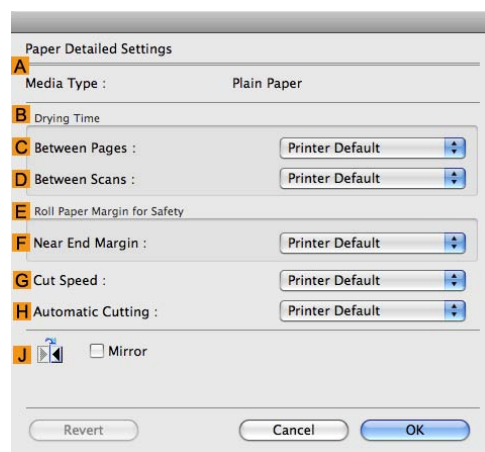 Paper Detailed Settings
A
Media Type : Plain Paper
B Drying Time
C Between Pages : Printer Default
D Between Scans : Printer Default
E Roll Paper Margin for Safety
F Near End Margin : Printer Default
G Cut Speed : Printer Default
H Automatic Cutting : Printer Default
J Mirror
Revert Cancel OK